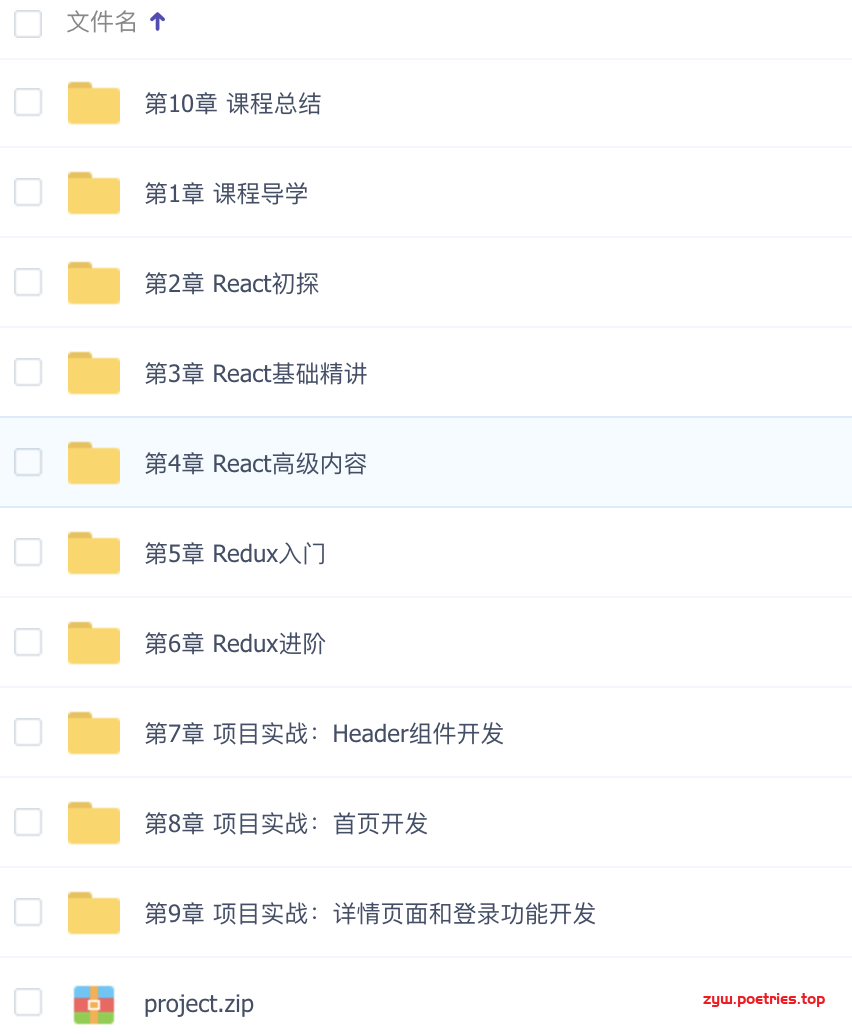 文件名
第10章 课程总结
第1章 课程导学
第2章 React初探
第3章 React基础精讲
第4章 React高级内容
第5章 Redux入门
第6章 Redux进阶
第7章 项目实战：Header组件开发
第8章 项目实战：首页开发
第9章 项目实战：详情页面和登录功能开发
project.zip
zyw.poetries.top